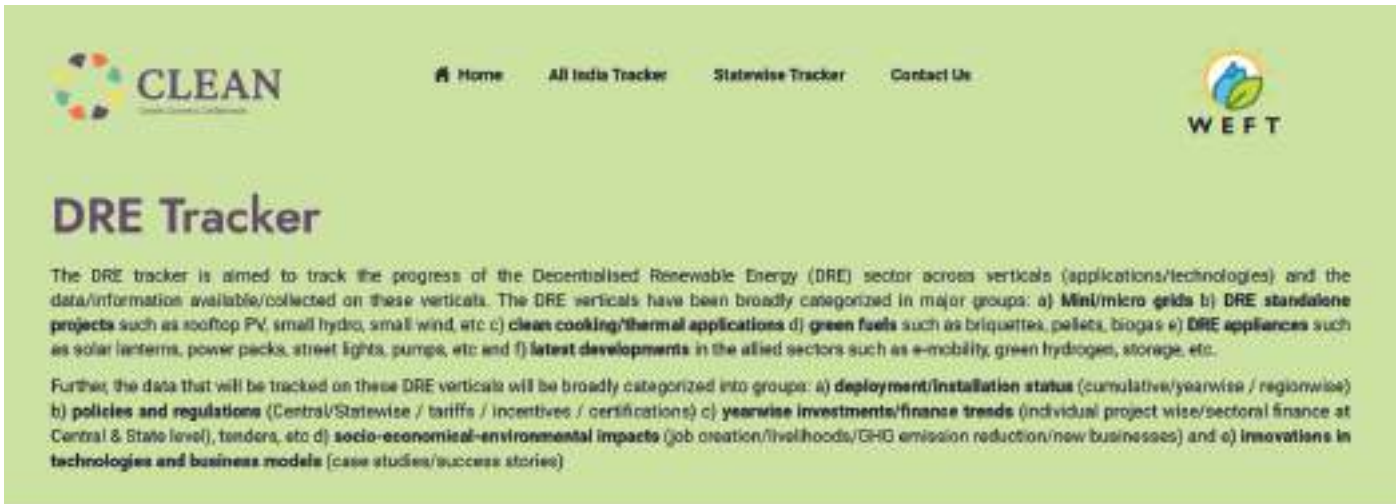 CLEAN
Home All India Tracker Statewise Tracker Contact Us
WEFT
DRE Tracker
The DRE tracker is aimed to track the progress of the Decentralised Renewable Energy (DRE) sector across verticals (applications/technologies) and the
data/information available/collected on these verticals. The DRE verticals have been broadly categorized in major groups: a) Mini/micro grids b) DRE standalone
projects such as rooftop PV, small hydro, small wind, etc c) clean cooking/thermal applications d) green fuels such as briquettes, pellets, biogas e) DRE appliances such
as solar lanterns, power packs, street lights, pumps, etc and f) latest developments in the allied sectors such as e-mobility, green hydrogen, storage, etc.
Further, the data that will be tracked on these DRE verticals will be broadly categorized into groups: a) deployment/installation status (cumulative/yearwise / regionwise)
b) policies and regulations (Central/Statewise / tariffs / incentives / certifications) c) yearwise investments/finance trends (individual project wise/sectoral finance at
Central & State level), tenders, etc d) socio-economical-environmental impacts (job creation/livelihoods/GHG emission reduction/new businesses) and e) innovations in
technologies and business models (case studies/success stories)